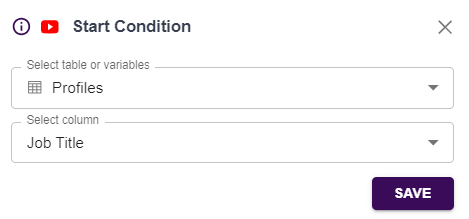 Start Condition
Select table or variables
Profiles
Select column
Job Title
SAVE